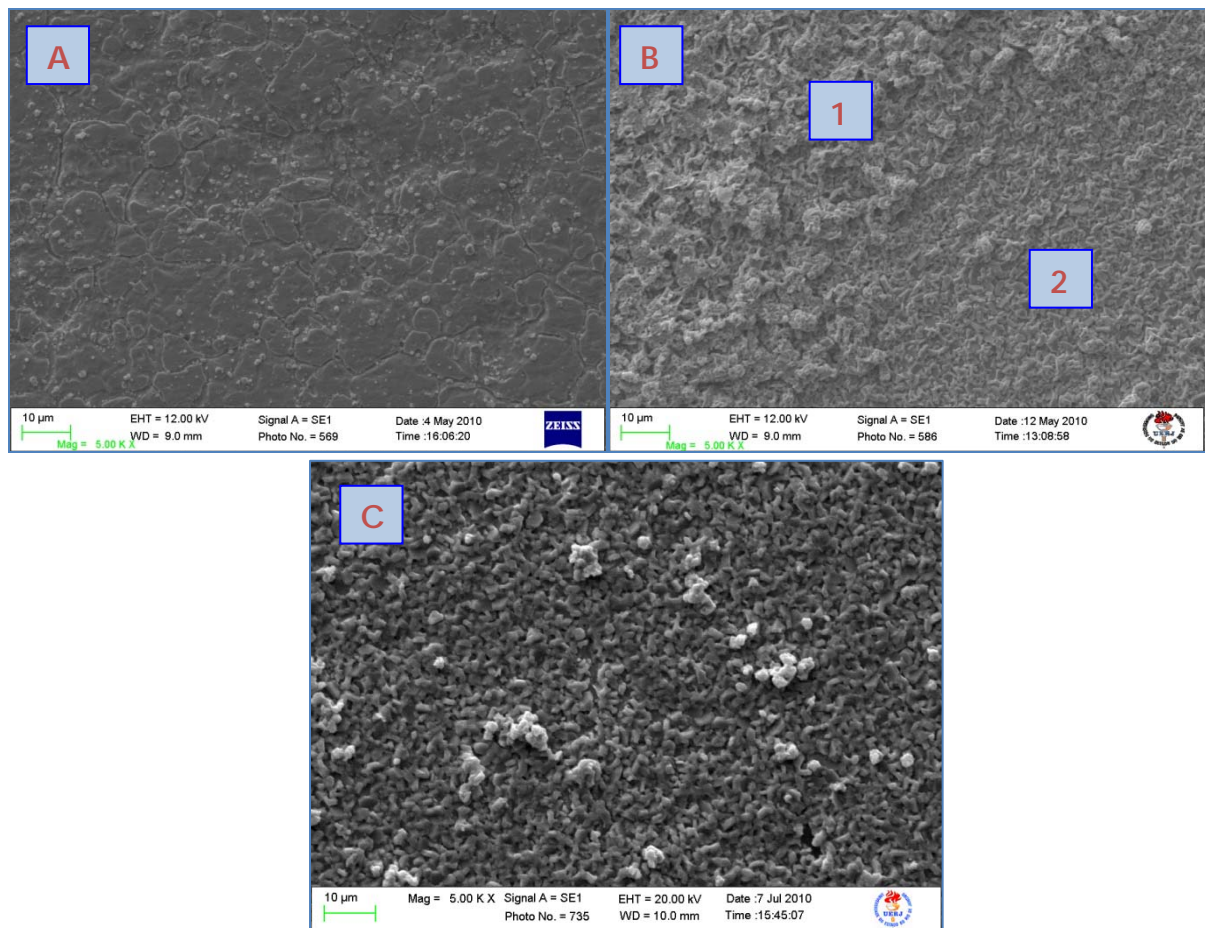 A
10 µm
EHT = 12.00 kV
Signal A = SE1
Date :4 May 2010
WD = 9.0 mm
Photo No. = 569
Time :16:06:20
Mag = 5.00 K X
ZEISS
B
1
2
10 µm
EHT = 12.00 kV
Signal A = SE1
Date :12 May 2010
WD = 9.0 mm
Photo No. = 586
Time :13:08:58
Mag = 5.00 K X
UERJ
C
10 µm
Mag = 5.00 K X
Signal A = SE1
EHT = 20.00 kV
Date :7 Jul 2010
Photo No. = 735
WD = 10.0 mm
Time :15:45:07
UERJ